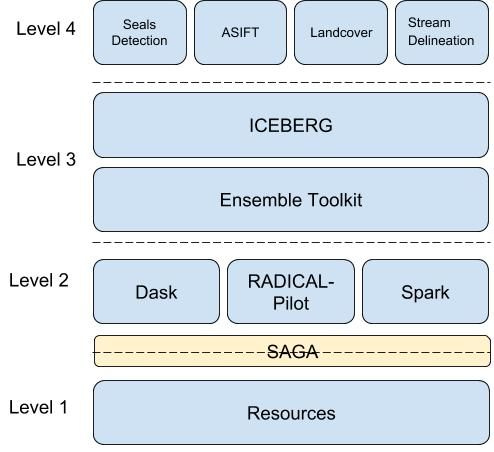 Level 4
Seals
Detection
ASIFT
Landcover
Stream
Delineation
Level 3
ICEBERG
Ensemble Toolkit
Level 2
Dask
RADICAL-
Pilot
Spark
SAGA
Level 1
Resources